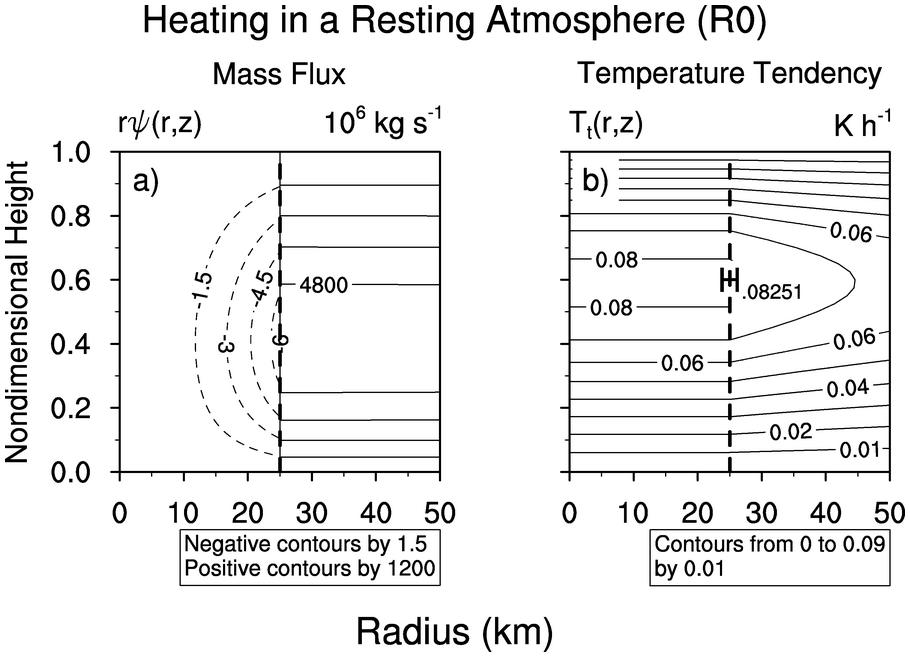 Heating in a Resting Atmosphere (R0)
Mass Flux
Temperature Tendency
rψ(r,z)
10⁶ kg s⁻¹
Tₜ(r,z)
K h⁻¹
Nondimensional Height
1.0
0.8
0.6
0.4
0.2
0.0
a)
-1.5
-3
-4.5
-6
4800
b)
0.06
0.08
H
.08251
0.08
0.06
0.06
0.04
0.02
0.01
0 10 20 30 40 50
0 10 20 30 40 50
Negative contours by 1.5
Positive contours by 1200
Contours from 0 to 0.09
by 0.01
Radius (km)